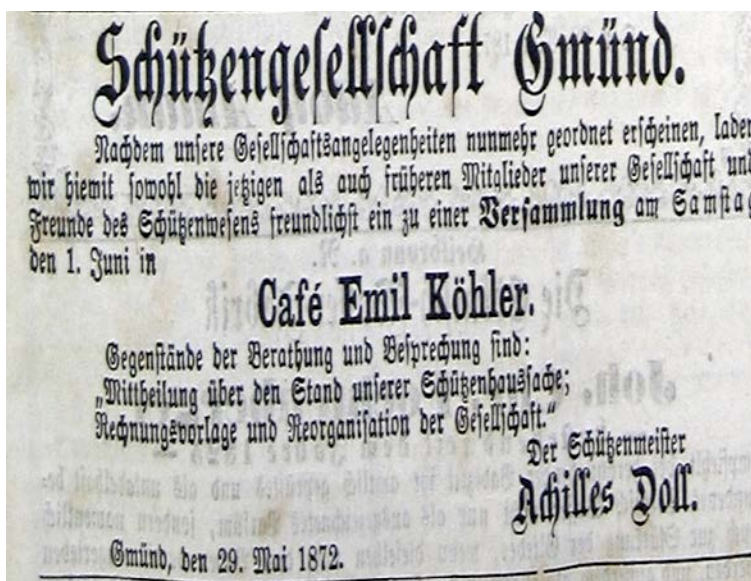 Schützengesellschaft Gmünd.
Nachdem unsere Gesellschaftsangelegenheiten nunmehr geordnet erscheinen, laden
wir hiemit sowohl die jetzigen als auch früheren Mitglieder unserer Gesellschaft und
Freunde des Schützenwesens freundlichst ein zu einer Versammlung am Samstag
den 1. Juni in
Café Emil Köhler.
Gegenstände der Berathung und Besprechung sind:
„Mittheilung über den Stand unserer Schützenhaussache;
Rechnungsvorlage und Reorganisation der Gesellschaft.“
Der Schützenmeister
Achilles Doll.
Gmünd, den 29. Mai 1872.